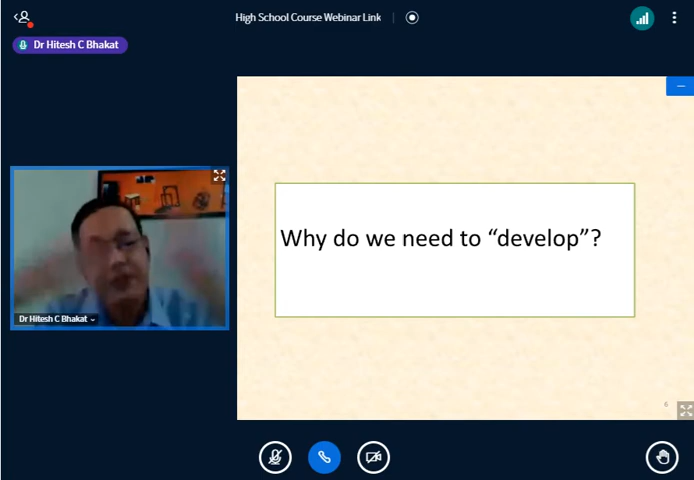 High School Course Webinar Link
Dr Hitesh C Bhakat
Why do we need to “develop”?
Dr Hitesh C Bhakat
6